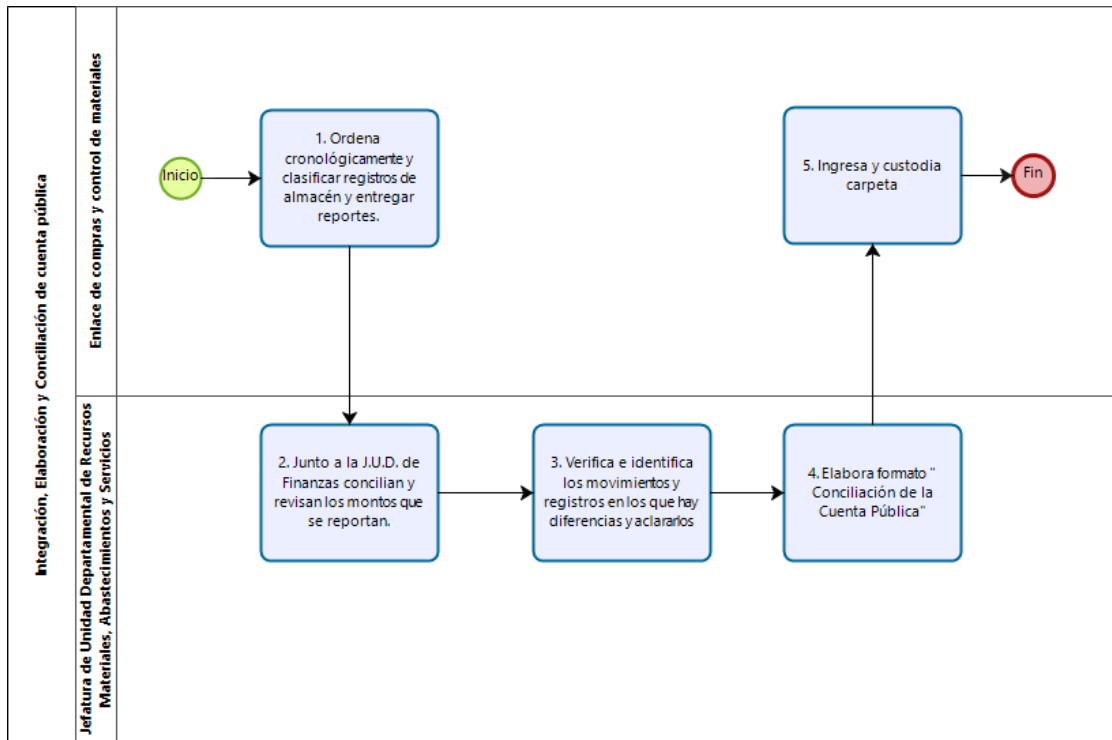 Integración, Elaboración y Conciliación de cuenta pública
Enlace de compras y control de materiales
Inicio
1. Ordena
cronológicamente y
clasificar registros de
almacén y entregar
reportes.
5. Ingresa y custodia
carpeta
Fin
Jefatura de Unidad Departamental de Recursos
Materiales, Abastecimientos y Servicios
2. Junto a la J.U.D. de
Finanzas concilian y
revisan los montos que
se reportan.
3. Verifica e identifica
los movimientos y
registros en los que hay
diferencias y aclararlos
4. Elabora formato "
Conciliación de la
Cuenta Pública"